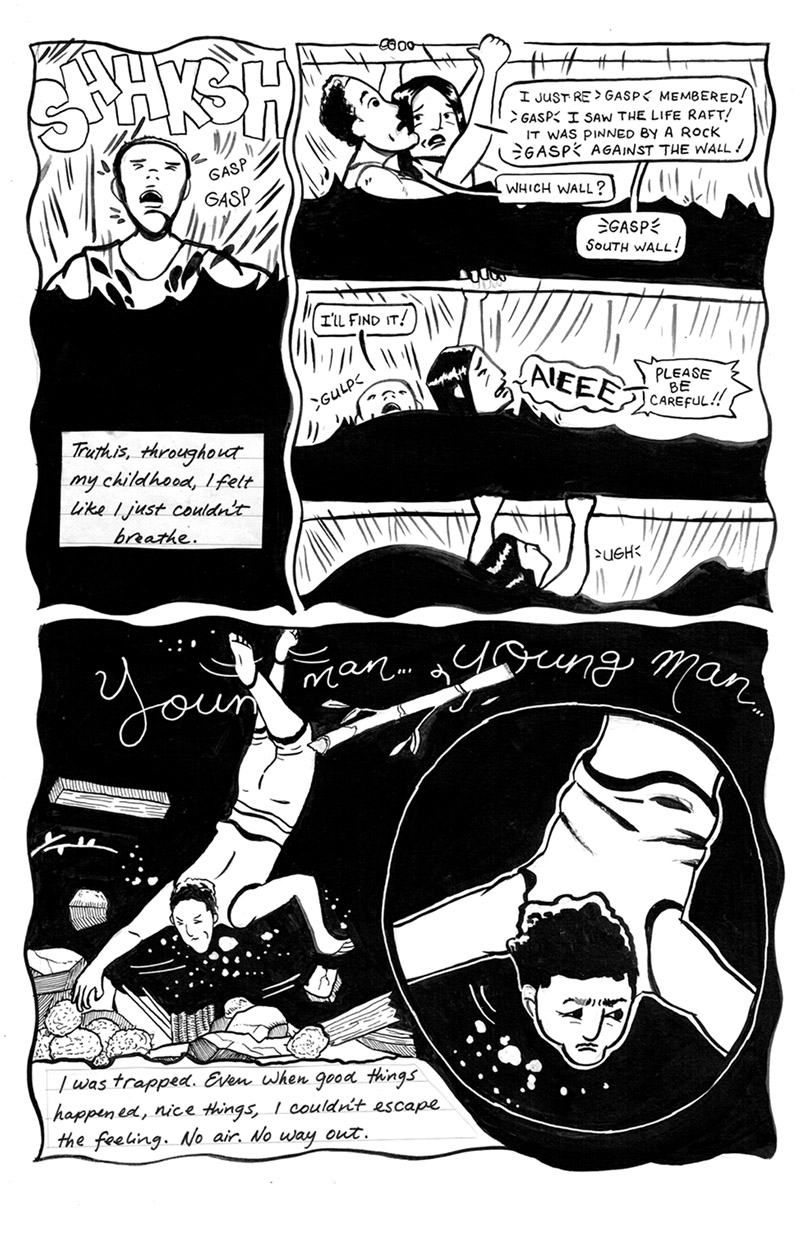 SHHKSH
GASP
GASP
Truth is, throughout
my childhood, I felt
like I just couldn't
breathe.
I JUST RE >GASP< MEMBERED!
>GASP< I SAW THE LIFE RAFT!
IT WAS PINNED BY A ROCK
>GASP< AGAINST THE WALL!
WHICH WALL?
>GASP<
SOUTH WALL!
I'LL FIND IT!
>GULP<
AIEEE
PLEASE
BE
CAREFUL!!
>UGH<
Young man... young man...
I was trapped. Even when good things
happened, nice things, I couldn't escape
the feeling. No air. No way out.